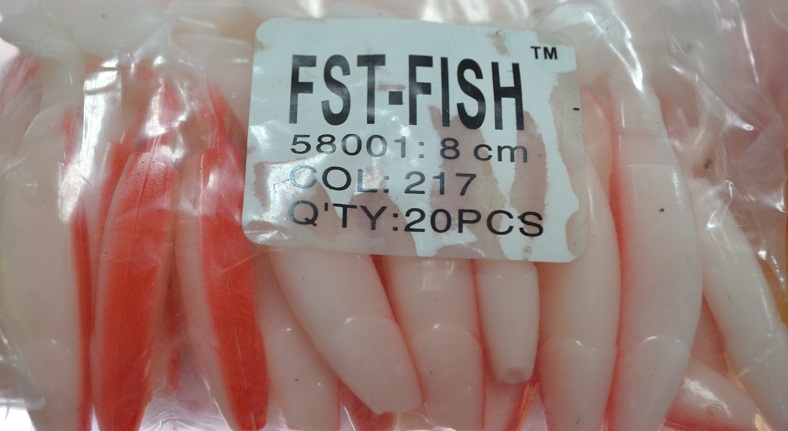 FST-FISH™
58001: 8 cm
COL: 217
Q'TY:20PCS